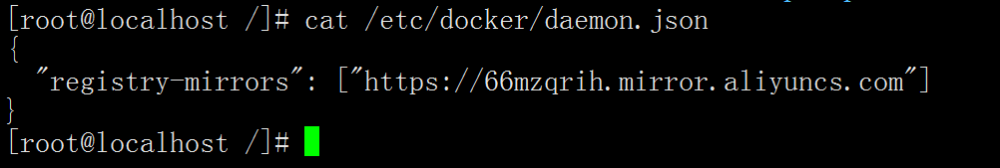 [root@localhost /]# cat /etc/docker/daemon.json
{
  "registry-mirrors": ["https://66mzqrih.mirror.aliyuncs.com"]
}
[root@localhost /]#